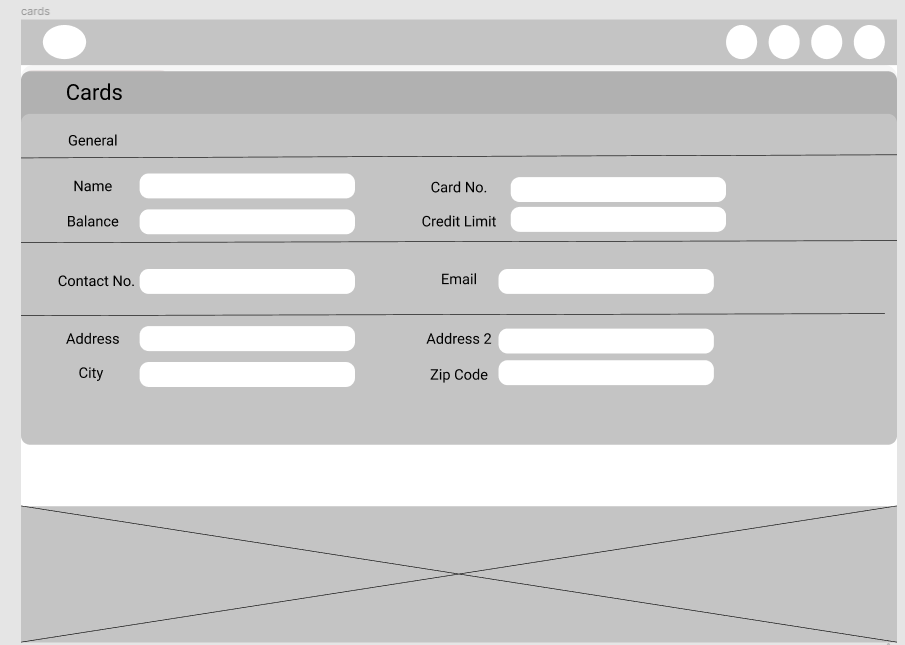 cards
Cards
General
Name
Card No.
Balance
Credit Limit
Contact No.
Email
Address
Address 2
City
Zip Code